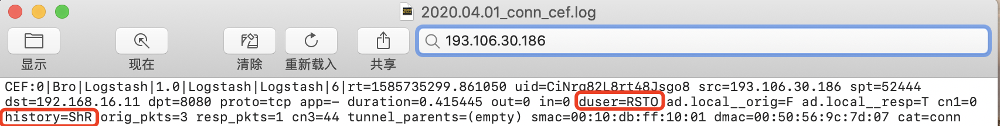 2020.04.01_conn_cef.log
193.106.30.186
显示 现在 清除 重新载入 共享
CEF:0|Bro|Logstash|1.0|Logstash|Logstash|6|rt=1585735299.861050 uid=CiNrg82L8rt48Jsgo8 src=193.106.30.186 spt=52444
dst=192.168.16.11 dpt=8080 proto=tcp app=- duration=0.415445 out=0 in=0 duser=RSTO ad.local__orig=F ad.local__resp=T cn1=0
history=ShR orig_pkts=3 resp_pkts=1 cn3=44 tunnel_parents=(empty) smac=00:10:db:ff:10:01 dmac=00:50:56:9c:7d:07 cat=conn